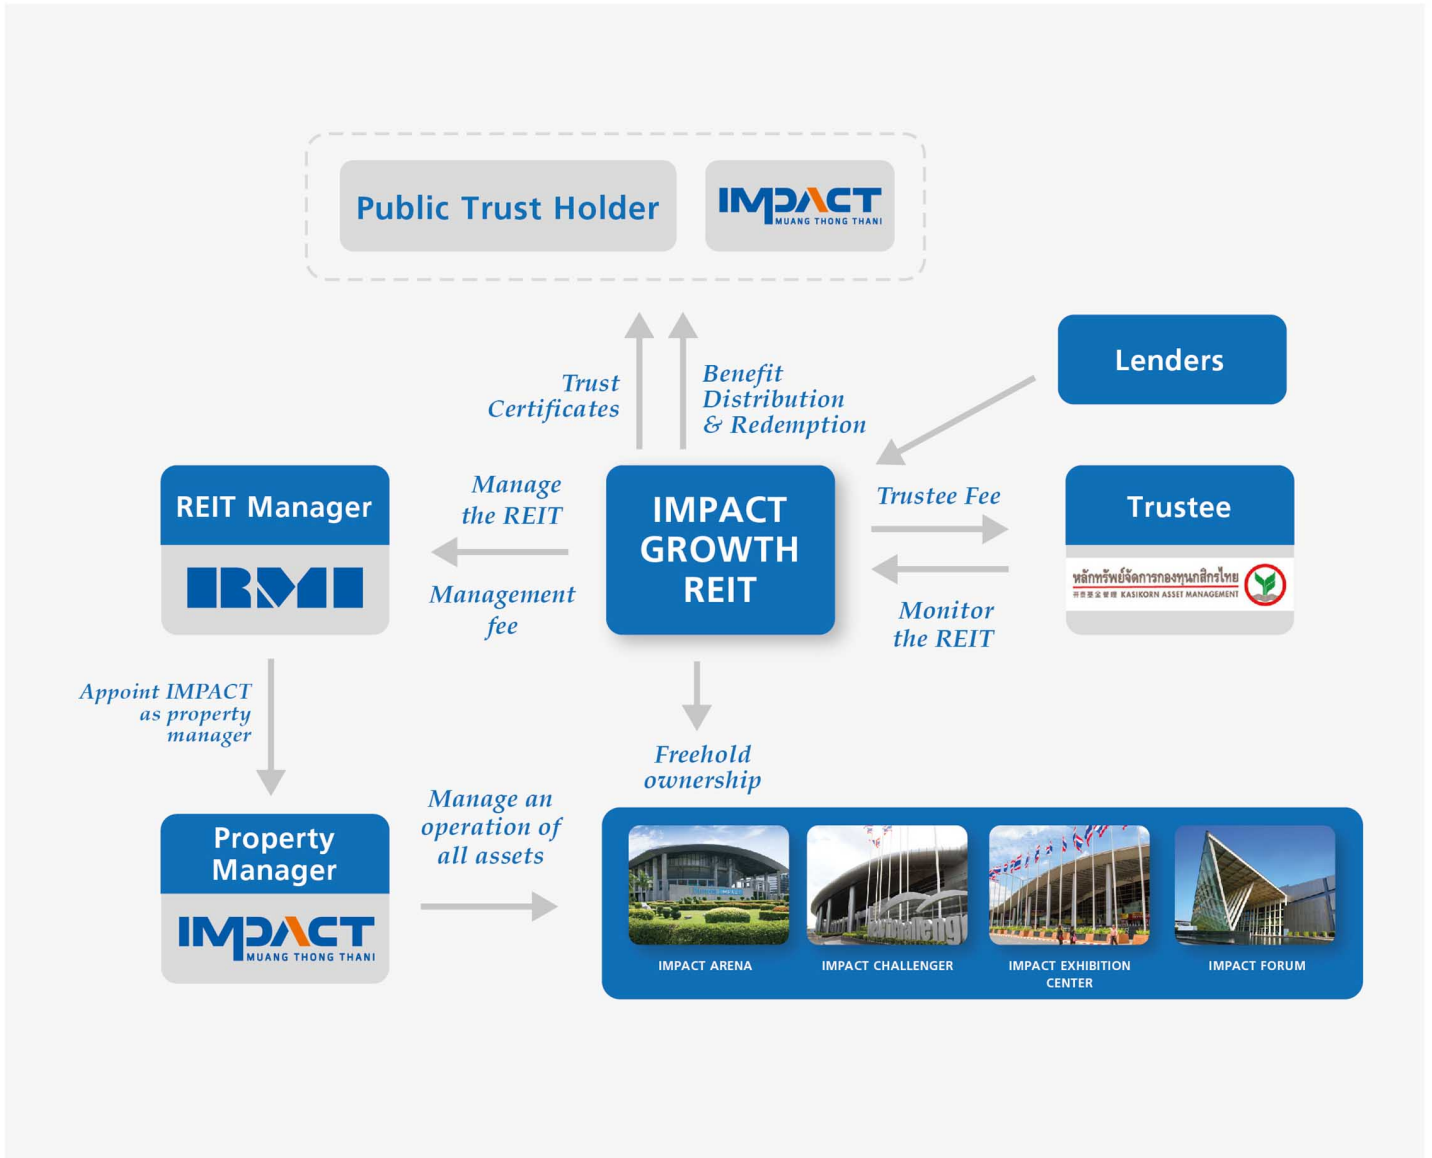 Public Trust Holder
IMPACT
MUANG THONG THANI
Lenders
Trust
Certificates
Benefit
Distribution
& Redemption
REIT Manager
RMI
Manage
the REIT
Management
fee
IMPACT
GROWTH
REIT
Trustee Fee
Monitor
the REIT
Trustee
หลักทรัพย์จัดการกองทุนกสิกรไทย
KASIKORN ASSET MANAGEMENT
Appoint IMPACT
as property
manager
Freehold
ownership
Property
Manager
IMPACT
MUANG THONG THANI
Manage an
operation of
all assets
IMPACT ARENA
IMPACT CHALLENGER
IMPACT EXHIBITION
CENTER
IMPACT FORUM